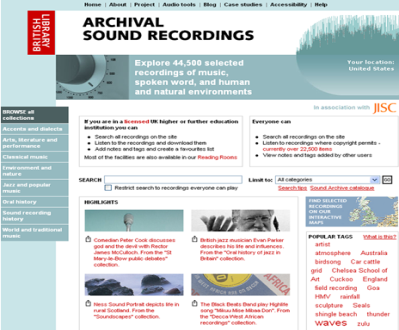 Home | About | Project | Audio tools | Blog | Case studies | Accessibility | Help
BRITISH
LIBRARY
ARCHIVAL
SOUND RECORDINGS
Explore 44,500 selected
recordings of music,
spoken word, and human
and natural environments
Your location:
United States
In association with JISC
BROWSE all
collections
Accents and dialects
Arts, literature and
performance
Classical music
Environment and
nature
Jazz and popular
music
Oral history
Sound recording
history
World and traditional
music
If you are in a licensed UK higher or further education
institution you can
Search all recordings on the site
Listen to the recordings and download them
Add notes and tags and create a favourites list
Most of the facilities are also available in our Reading Rooms
Everyone can
Search all recordings on the site
Listen to recordings where copyright permits -
currently over 22,500 items
View notes and tags added by other users
SEARCH
Limit to: All categories GO
Restrict search to recordings everyone can play
Search tips Sound Archive catalogue
HIGHLIGHTS
Comedian Peter Cook discusses
god and the devil with Rector
James McCulloch. From the "St
Mary-le-Bow public debates"
collection.
British jazz musician Evan Parker
describes his life and influences.
From the "Oral history of jazz in
Britain" collection.
Ness Sound Portrait depicts life in
rural Scotland. From the
"Soundscapes" collection.
The Black Beats Band play Highlife
song "Mikuu Mice Mibaa Don". From
the "Decca West African
recordings" collection.
FIND SELECTED
RECORDINGS
ON OUR
INTERACTIVE
MAPS
POPULAR TAGS What is this?
artist
atmosphere Australia
birdsong Car cattle
grid Chelsea School of
Art Cuckoo England
field recording Goa
HMV rainfall
sculpture Seals
shingle beach thunder
waves zulu